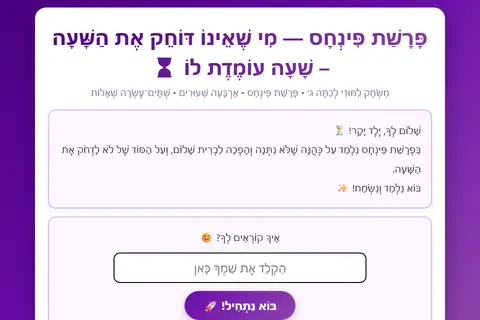 פָּרָשַׁת פִּינְחָס — מִי שֶׁאֵינוֹ דּוֹחֵק אֶת הַשָּׁעָה
– שָׁעָה עוֹמֶדֶת לוֹ ⌛
מִשְׂחַק לִמּוּדִי לְכִתָּה ג׳ • פָּרָשַׁת פִּינְחָס • אַרְבָּעָה שִׁעוּרִים • שְׁתֵּים־עֶשְׂרֵה שְׁאֵלוֹת
שָׁלוֹם לְךָ, יֶלֶד יָקָר! ⏳
בְּפָרָשַׁת פִּינְחָס נִלְמַד עַל כְּהֻנָּה שֶׁלֹּא נִתְּנָה וְהָפְכָה לִבְרִית שָׁלוֹם, וְעַל הַסּוֹד שֶׁל לֹא לִדְחֹק אֶת
הַשָּׁעָה.
בּוֹא נִלְמַד וְנִשְׂמַח! ✨
אֵיךְ קוֹרְאִים לְךָ? 😊
הַקְלֵד אֶת שִׁמְךָ כָּאן
בּוֹא נַתְחִיל! 🚀